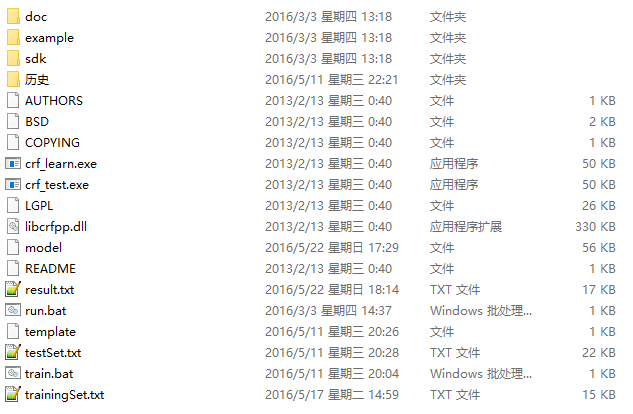 doc 2016/3/3 星期四 13:18 文件夹
example 2016/3/3 星期四 13:18 文件夹
sdk 2016/3/3 星期四 13:18 文件夹
历史 2016/5/11 星期三 22:21 文件夹
AUTHORS 2013/2/13 星期三 0:40 文件 1 KB
BSD 2013/2/13 星期三 0:40 文件 2 KB
COPYING 2013/2/13 星期三 0:40 文件 1 KB
crf_learn.exe 2013/2/13 星期三 0:40 应用程序 50 KB
crf_test.exe 2013/2/13 星期三 0:40 应用程序 50 KB
LGPL 2013/2/13 星期三 0:40 文件 26 KB
libcrfpp.dll 2013/2/13 星期三 0:40 应用程序扩展 330 KB
model 2016/5/22 星期日 17:29 文件 56 KB
README 2013/2/13 星期三 0:40 文件 1 KB
result.txt 2016/5/22 星期日 18:14 TXT 文件 17 KB
run.bat 2016/3/3 星期四 14:37 Windows 批处理... 1 KB
template 2016/5/11 星期三 20:26 文件 1 KB
testSet.txt 2016/5/11 星期三 20:28 TXT 文件 22 KB
train.bat 2016/5/11 星期三 20:04 Windows 批处理... 1 KB
trainingSet.txt 2016/5/17 星期二 14:59 TXT 文件 15 KB